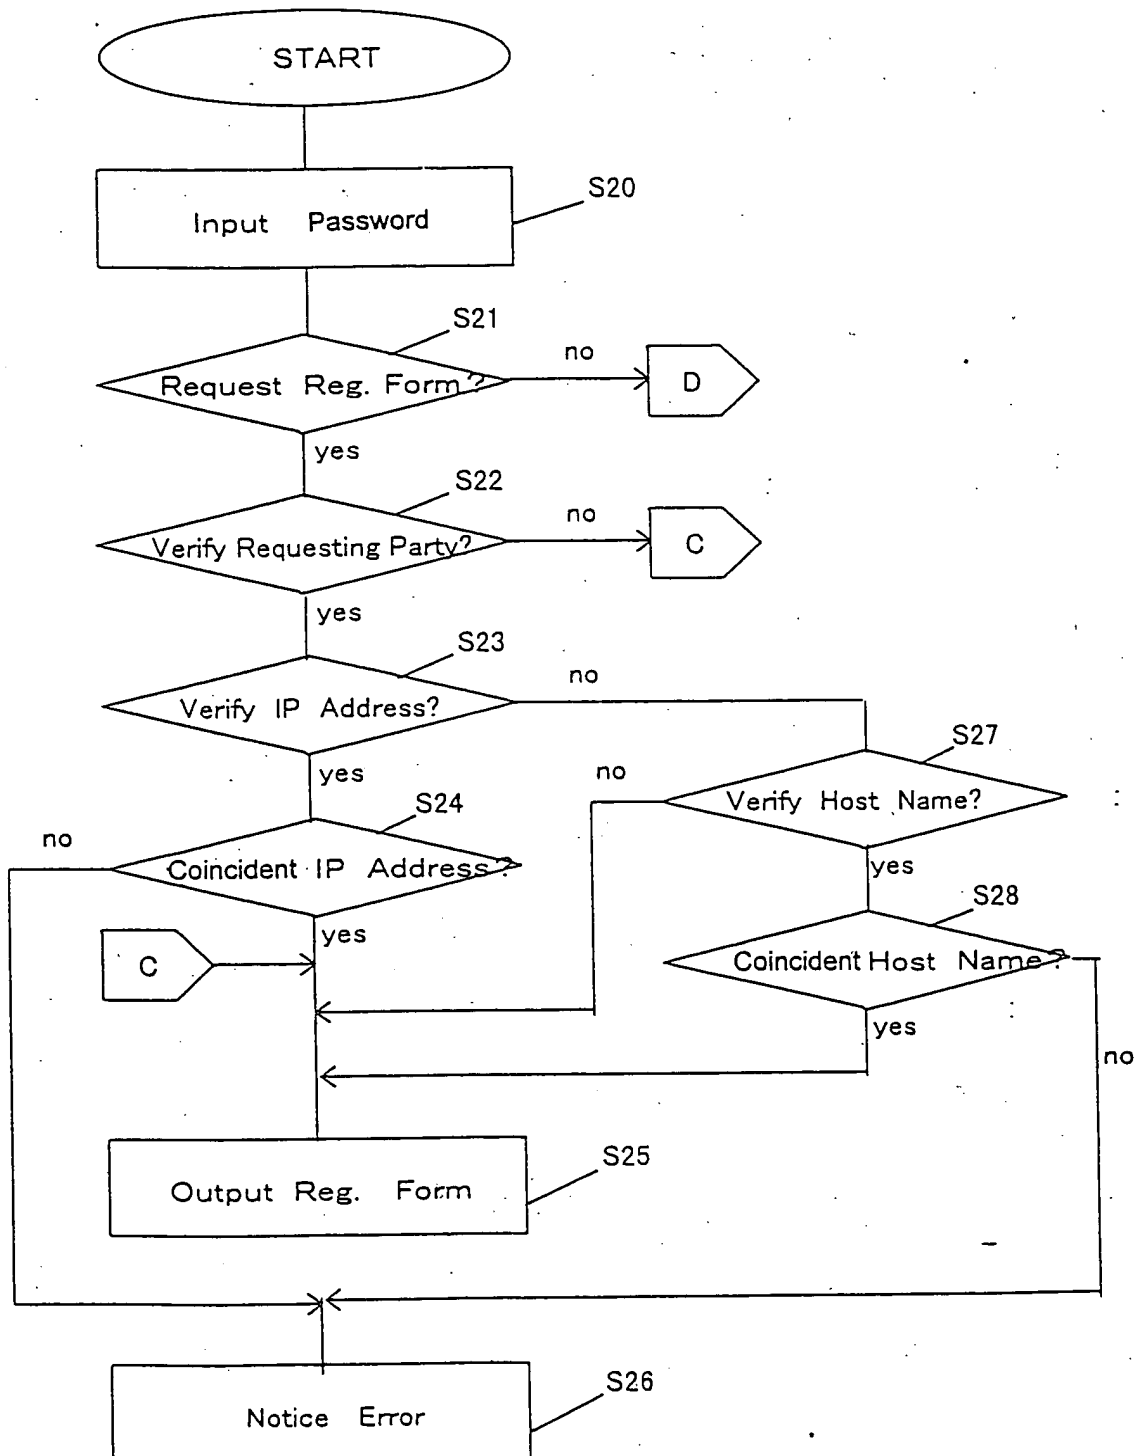 START
Input Password
S20
S21
Request Reg. Form?
no
D
yes
S22
Verify Requesting Party?
no
C
yes
S23
Verify IP Address?
no
yes
S27
Verify Host Name?
no
yes
S24
Coincident IP Address?
no
yes
S28
Coincident Host Name?
yes
no
C
Output Reg. Form
S25
Notice Error
S26